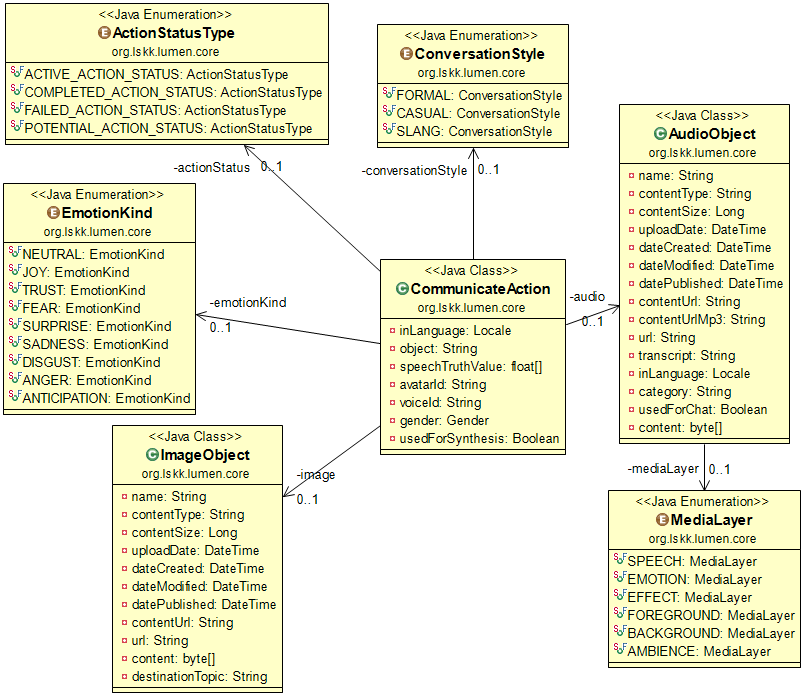 <<Java Enumeration>>
ActionStatusType
org.lskk.lumen.core
ACTIVE_ACTION_STATUS: ActionStatusType
COMPLETED_ACTION_STATUS: ActionStatusType
FAILED_ACTION_STATUS: ActionStatusType
POTENTIAL_ACTION_STATUS: ActionStatusType
<<Java Enumeration>>
ConversationStyle
org.lskk.lumen.core
FORMAL: ConversationStyle
CASUAL: ConversationStyle
SLANG: ConversationStyle
<<Java Class>>
AudioObject
org.lskk.lumen.core
name: String
contentType: String
contentSize: Long
uploadDate: DateTime
dateCreated: DateTime
dateModified: DateTime
datePublished: DateTime
contentUrl: String
contentUrlMp3: String
url: String
transcript: String
inLanguage: Locale
category: String
usedForChat: Boolean
content: byte[]
-actionStatus
0..1
-conversationStyle
0..1
<<Java Enumeration>>
EmotionKind
org.lskk.lumen.core
NEUTRAL: EmotionKind
JOY: EmotionKind
TRUST: EmotionKind
FEAR: EmotionKind
SURPRISE: EmotionKind
SADNESS: EmotionKind
DISGUST: EmotionKind
ANGER: EmotionKind
ANTICIPATION: EmotionKind
-emotionKind
0..1
<<Java Class>>
CommunicateAction
org.lskk.lumen.core
inLanguage: Locale
object: String
speechTruthValue: float[]
avatarId: String
voiceId: String
gender: Gender
usedForSynthesis: Boolean
-audio
0..1
<<Java Class>>
ImageObject
org.lskk.lumen.core
name: String
contentType: String
contentSize: Long
uploadDate: DateTime
dateCreated: DateTime
dateModified: DateTime
datePublished: DateTime
contentUrl: String
url: String
content: byte[]
destinationTopic: String
-image
0..1
-mediaLayer
0..1
<<Java Enumeration>>
MediaLayer
org.lskk.lumen.core
SPEECH: MediaLayer
EMOTION: MediaLayer
EFFECT: MediaLayer
FOREGROUND: MediaLayer
BACKGROUND: MediaLayer
AMBIENCE: MediaLayer